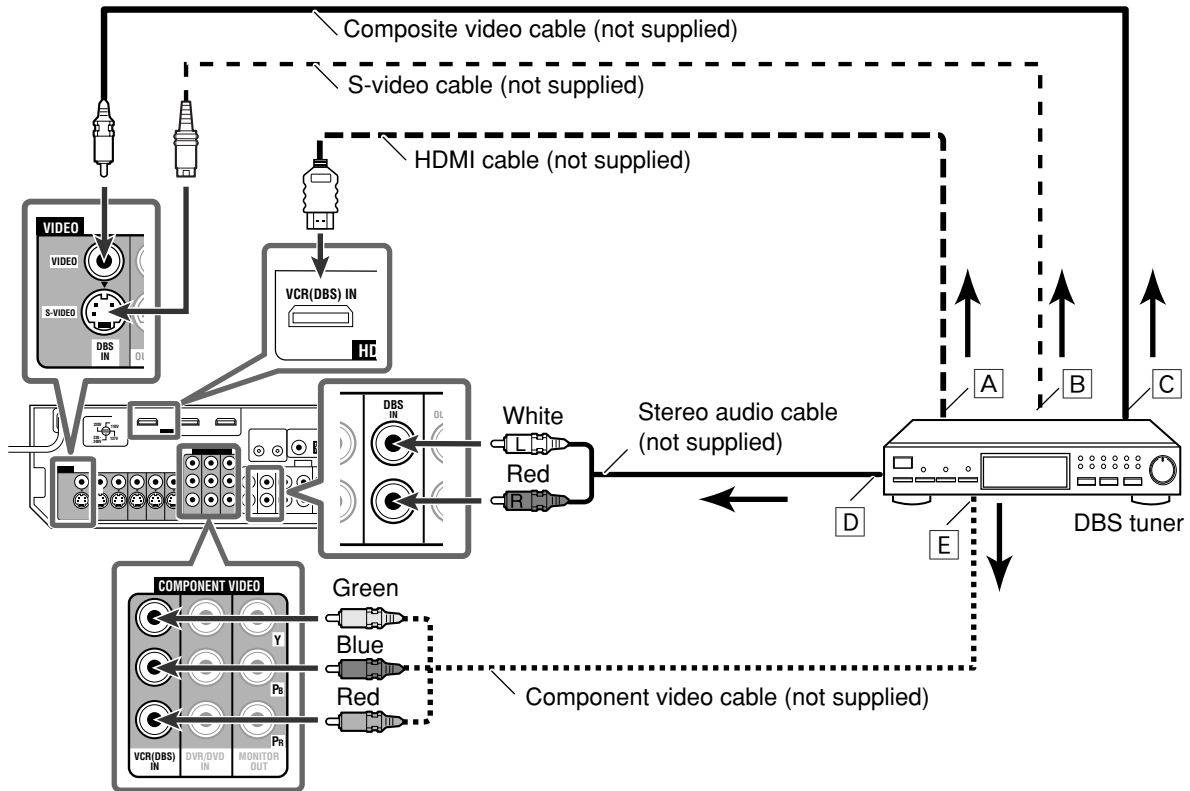 Composite video cable (not supplied)
S-video cable (not supplied)
HDMI cable (not supplied)
VIDEO
VIDEO
S-VIDEO
DBS
IN
OU
VCR(DBS) IN
HD
A
B
C
DBS
IN
OU
White
L
Red
R
Stereo audio cable
(not supplied)
D
E
DBS tuner
COMPONENT VIDEO
Green
Y
Blue
PB
Red
PR
VCR(DBS)
IN
DVR/DVD
IN
MONITOR
OUT
Component video cable (not supplied)